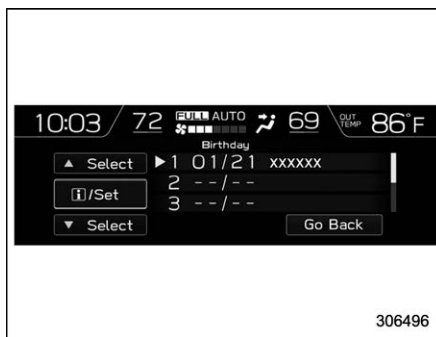 10:03 72 FULL AUTO 69 OUT TEMP 86°F
Birthday
▲ Select ▶1 01/21 xxxxxx
i/Set 2 --/--
3 --/--
▼ Select Go Back
306496